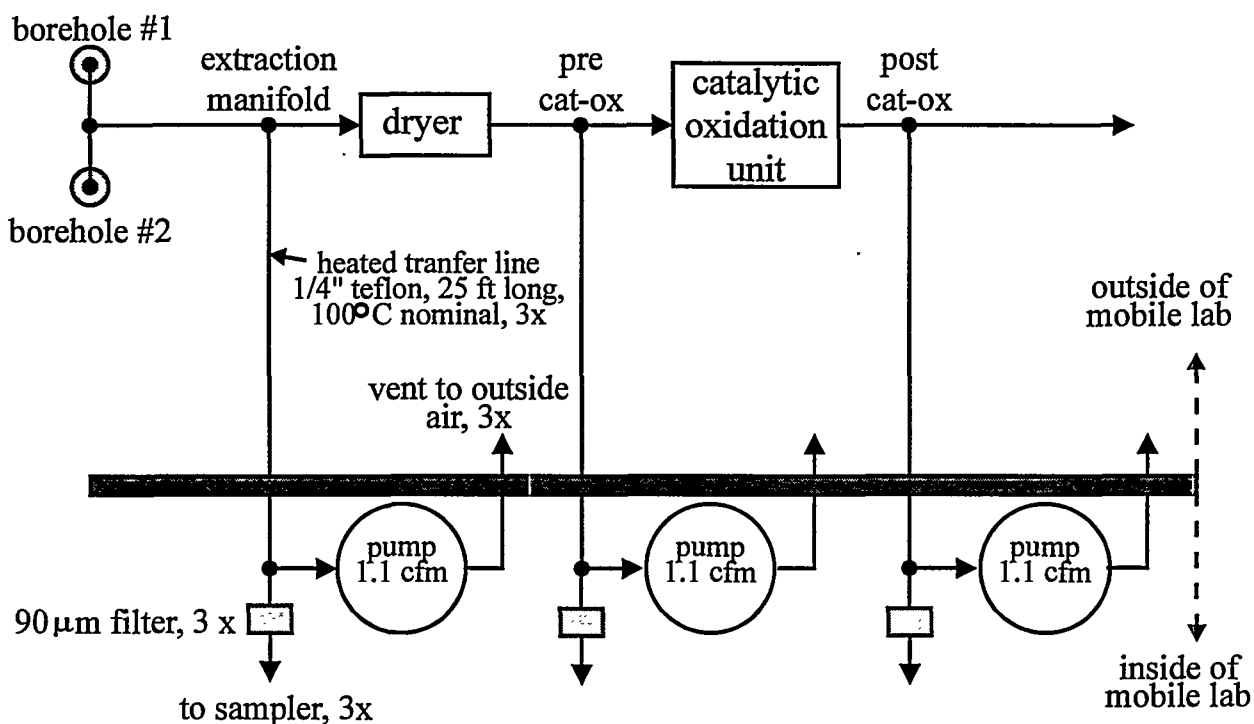 borehole #1
extraction
manifold
dryer
pre
cat-ox
catalytic
oxidation
unit
post
cat-ox
borehole #2
heated tranfer line
1/4" teflon, 25 ft long,
100°C nominal, 3x
outside of
mobile lab
vent to outside
air, 3x
pump
1.1 cfm
pump
1.1 cfm
pump
1.1 cfm
90μm filter, 3 x
to sampler, 3x
inside of
mobile lab